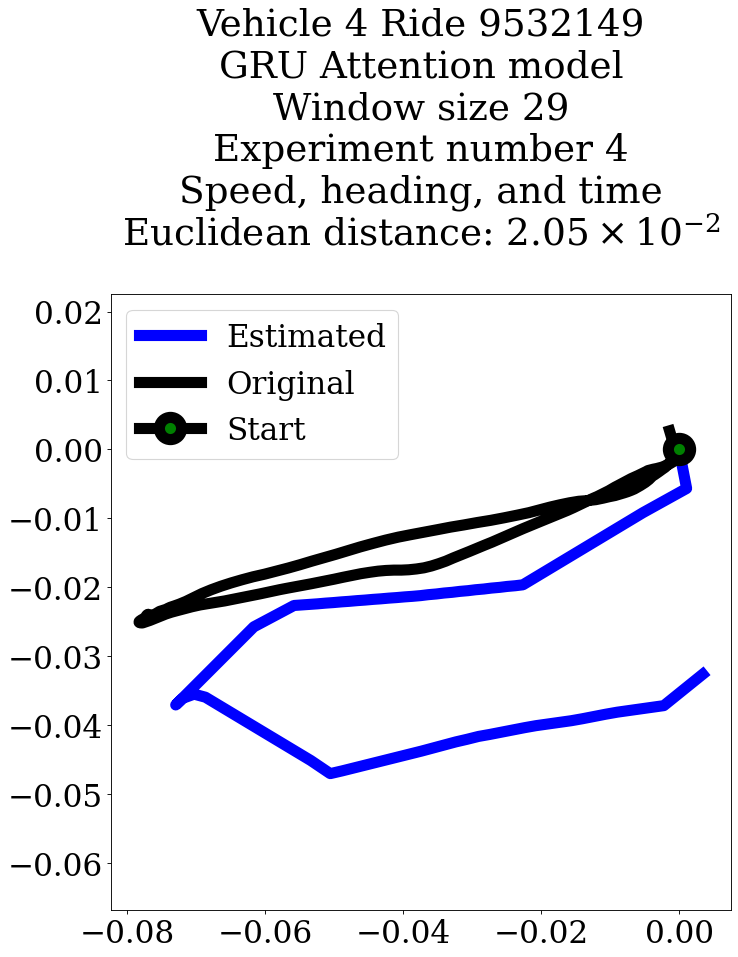 Vehicle 4 Ride 9532149
GRU Attention model
Window size 29
Experiment number 4
Speed, heading, and time
Euclidean distance: 2.05 × 10⁻²
Estimated
Original
Start
0.02
0.01
0.00
−0.01
−0.02
−0.03
−0.04
−0.05
−0.06
−0.08
−0.06
−0.04
−0.02
0.00